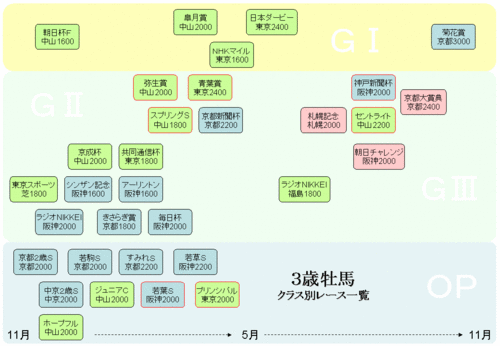 皐月賞
中山2000
日本ダービー
東京2400
朝日杯F
中山1600
NHKマイル
東京1600
菊花賞
京都3000
GⅠ
GⅡ
弥生賞
中山2000
青葉賞
東京2400
神戸新聞杯
阪神2000
京都大賞典
京都2400
スプリングS
中山1800
京都新聞杯
京都2200
札幌記念
札幌2000
セントライト
中山2200
京成杯
中山2000
共同通信杯
東京1800
朝日チャレンジ
阪神2000
東京スポーツ
芝1800
シンザン記念
阪神1600
アーリントン
阪神1600
ラジオNIKKEI
福島1800
GⅢ
ラジオNIKKEI
阪神2000
きさらぎ賞
京都1800
毎日杯
阪神2000
京都2歳S
京都2000
若駒S
京都2000
すみれS
京都2200
若草S
阪神2200
3歳牡馬
クラス別レース一覧
OP
中京2歳S
中京2000
ジュニアC
中山2000
若葉S
阪神2000
プリンシパル
東京2000
ホープフル
中山2000
11月
5月
11月